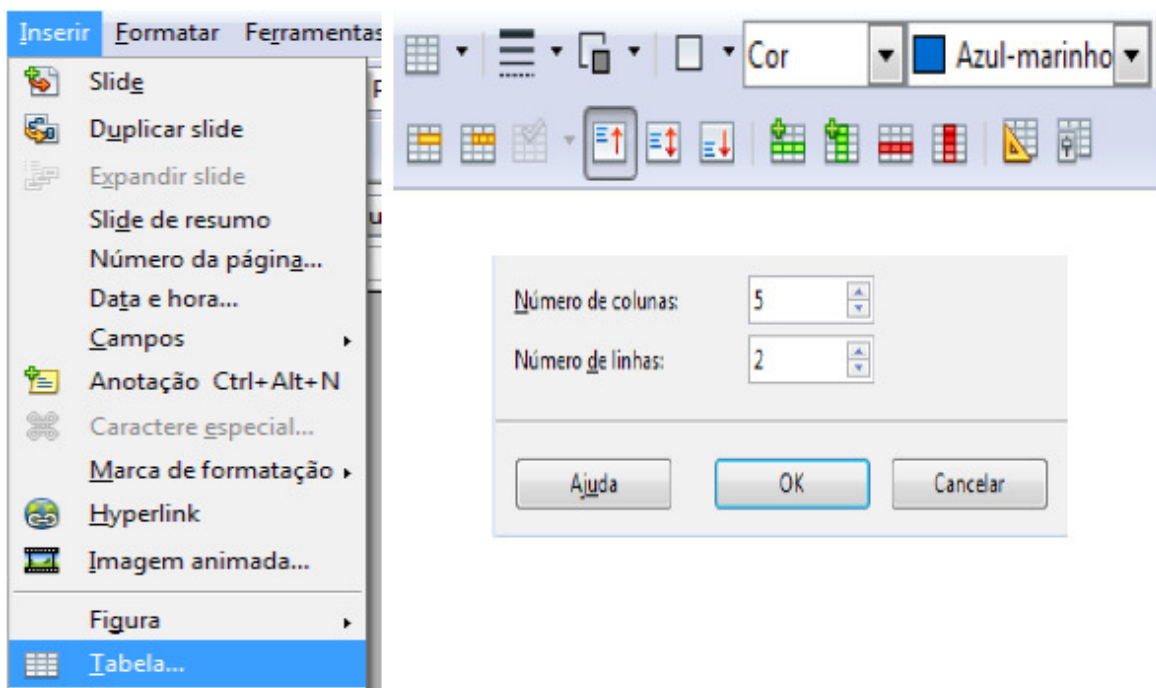 Inserir Formatar Ferramentas
Slide
Duplicar slide
Expandir slide
Slide de resumo
Número da página...
Data e hora...
Campos
Anotação Ctrl+Alt+N
Caractere especial...
Marca de formatação
Hyperlink
Imagem animada...
Figura
Tabela...
Cor Azul-marinho
Número de colunas: 5
Número de linhas: 2
Ajuda OK Cancelar